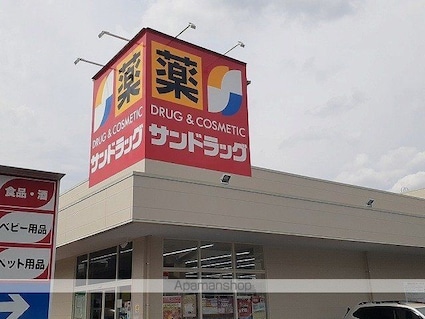 薬
DRUG & COSMETIC
サンドラッグ
薬
DRUG & COSMETIC
サンドラッグ
食品・酒
ベビー用品
ペット用品
Apamanshop